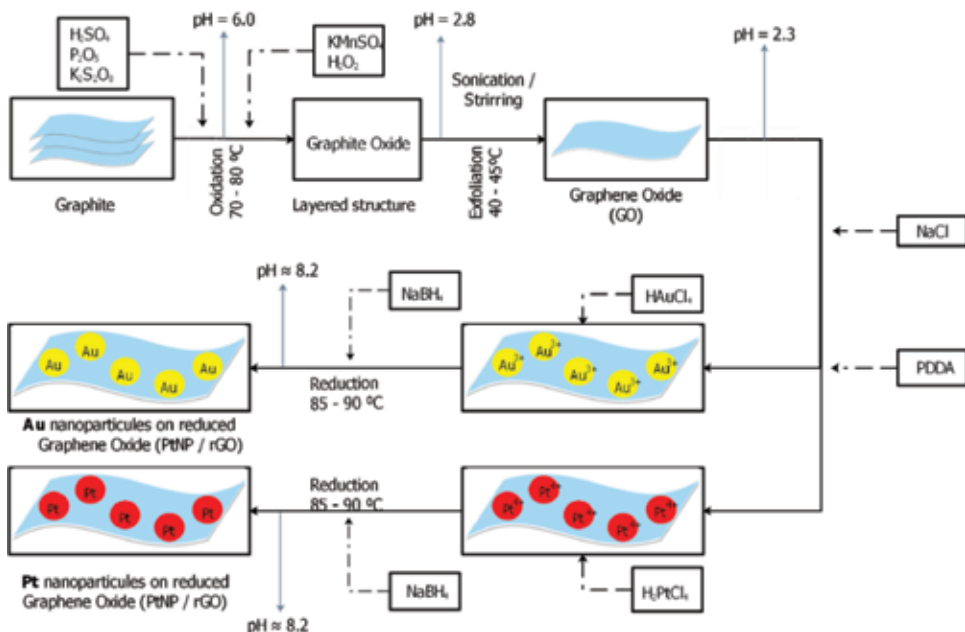 H₂SO₄
P₂O₅
K₂S₂O₈
pH = 6.0
KMnSO₄
H₂O₂
pH = 2.8
Sonication /
Strirring
pH = 2.3
Graphite
Oxidation
70 - 80 ºC
Graphite Oxide
Layered structure
Exfoliation
40 - 45ºC
Graphene Oxide
(GO)
NaCl
pH ≈ 8.2
NaBH₄
HAuCl₄
Au
Au
Au
Au
Au
Reduction
85 - 90 ºC
Au³⁺
Au³⁺
Au³⁺
Au³⁺
Au³⁺
PDDA
Au nanoparticules on reduced
Graphene Oxide (PtNP / rGO)
Pt
Pt
Pt
Pt
Pt
Reduction
85 - 90 ºC
Pt⁴⁺
Pt⁴⁺
Pt⁴⁺
Pt⁴⁺
Pt⁴⁺
Pt nanoparticules on reduced
Graphene Oxide (PtNP / rGO)
NaBH₄
H₂PtCl₆
pH ≈ 8.2